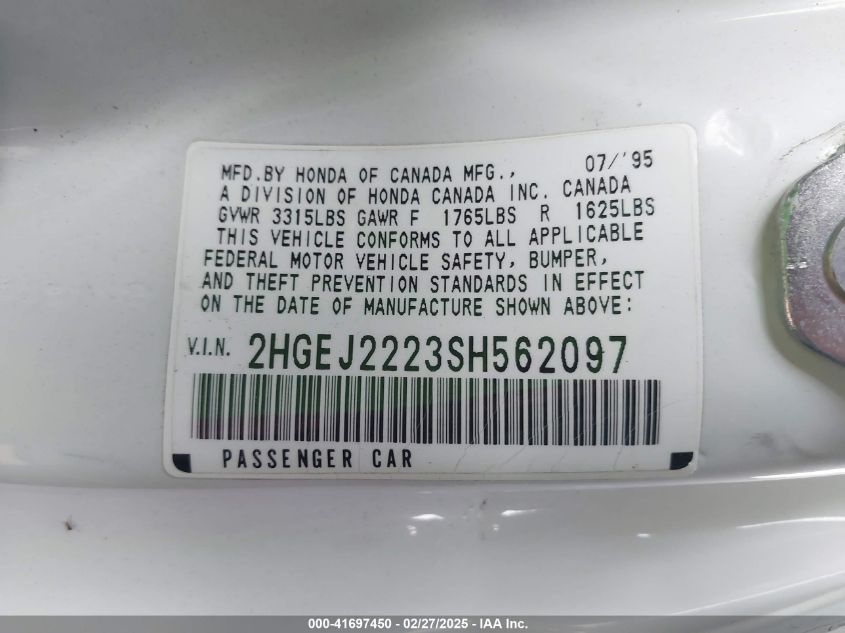 MFD.BY HONDA OF CANADA MFG., 07/'95
A DIVISION OF HONDA CANADA INC. CANADA
GVWR 3315LBS GAWR F 1765LBS R 1625LBS
THIS VEHICLE CONFORMS TO ALL APPLICABLE
FEDERAL MOTOR VEHICLE SAFETY, BUMPER,
AND THEFT PREVENTION STANDARDS IN EFFECT
ON THE DATE OF MANUFACTURE SHOWN ABOVE:
V.I.N. 2HGEJ2223SH562097
PASSENGER CAR
000-41697450 - 02/27/2025 - IAA Inc.